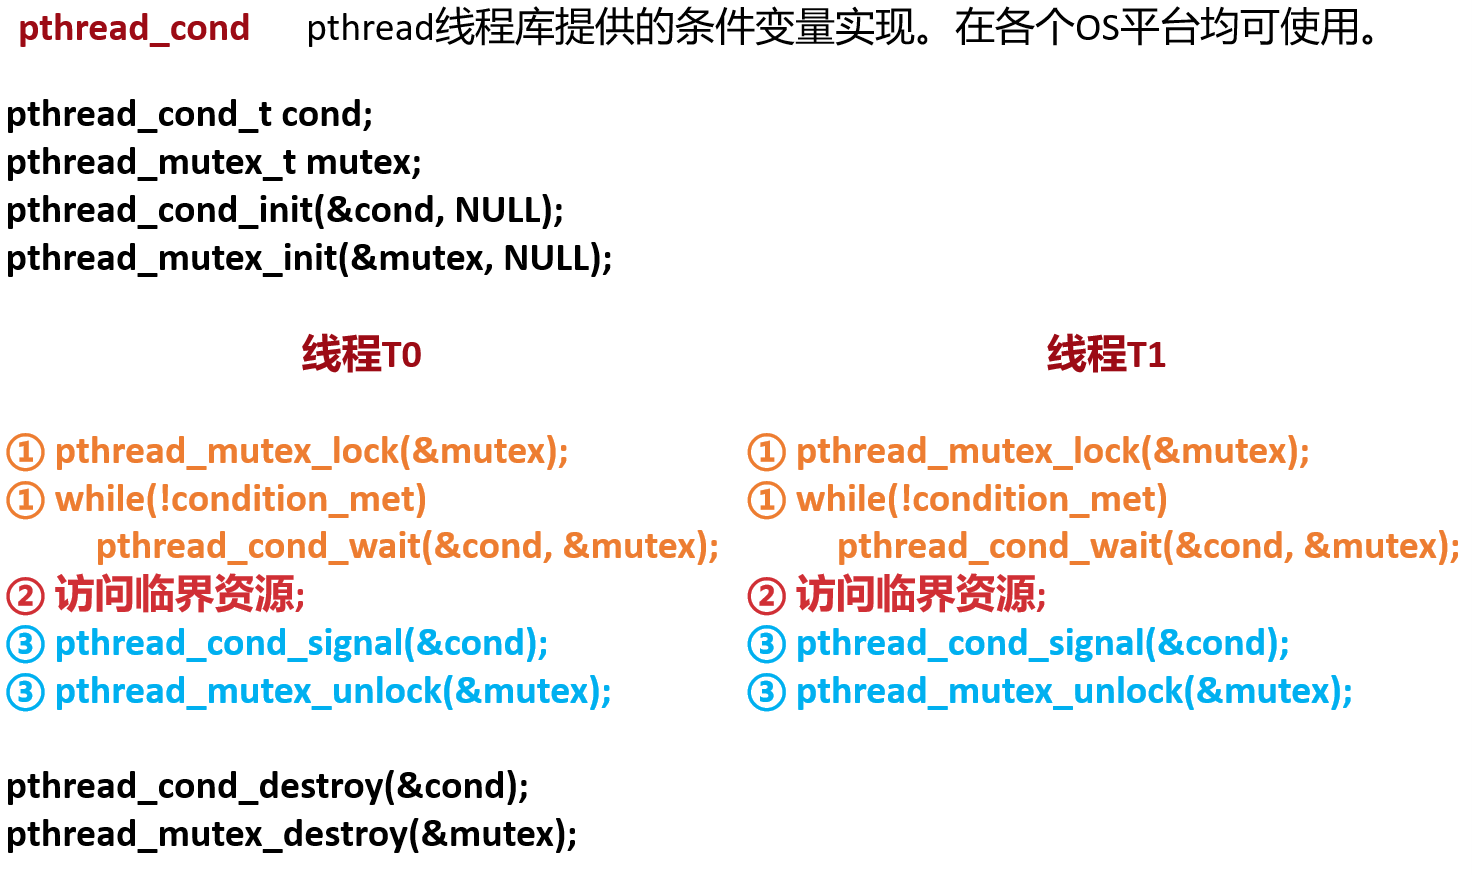 pthread_cond pthread线程库提供的条件变量实现。在各个OS平台均可使用。
pthread_cond_t cond;
pthread_mutex_t mutex;
pthread_cond_init(&cond, NULL);
pthread_mutex_init(&mutex, NULL);
线程T0
① pthread_mutex_lock(&mutex);
① while(!condition_met)
pthread_cond_wait(&cond, &mutex);
② 访问临界资源;
③ pthread_cond_signal(&cond);
③ pthread_mutex_unlock(&mutex);
线程T1
① pthread_mutex_lock(&mutex);
① while(!condition_met)
pthread_cond_wait(&cond, &mutex);
② 访问临界资源;
③ pthread_cond_signal(&cond);
③ pthread_mutex_unlock(&mutex);
pthread_cond_destroy(&cond);
pthread_mutex_destroy(&mutex);